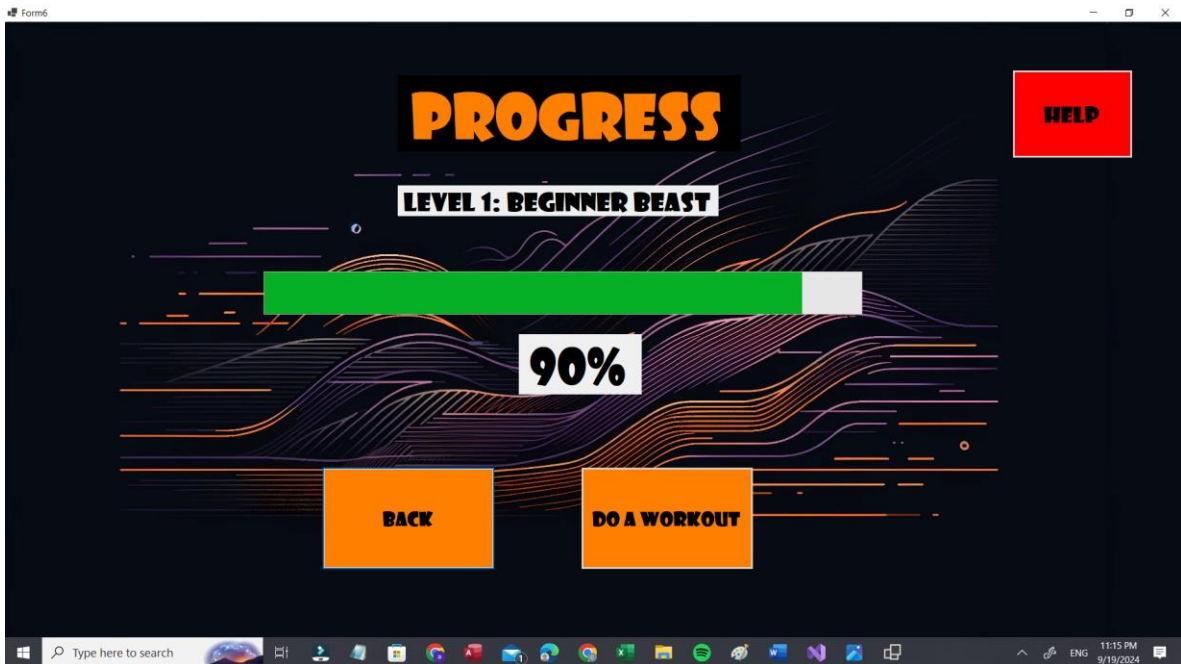 Form6
PROGRESS
HELP
LEVEL 1: BEGINNER BEAST
90%
BACK
DO A WORKOUT
Type here to search
ENG
11:15 PM
9/19/2024